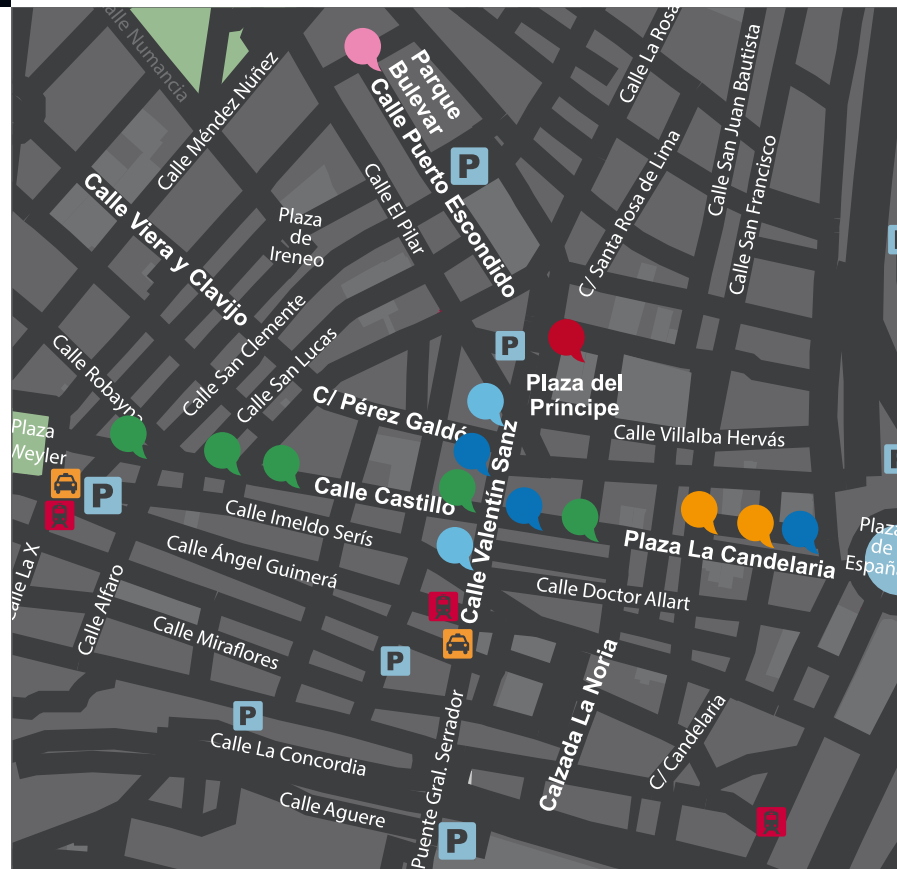 Calle Numancia
Calle Méndez Núñez
Parque
Bulevar
Calle Puerto Escondido
P
Calle La Rosa
Calle San Juan Bautista
Calle San Francisco
C/ Santa Rosa de Lima
Calle El Pilar
Calle Viera y Clavijo
Plaza
de
Ireneo
Calle San Clemente
Calle San Lucas
Calle Robayna
P
Plaza del
Príncipe
C/ Pérez Galdó
Calle Valentín Sanz
Calle Villalba Hervás
Plaza
Weyler
P
Calle Castillo
Calle Imeldo Serís
Plaza La Candelaria
Plaza
de
España
Calle Ángel Guimerá
Calle Doctor Allart
Calle La X
Calle Alfaro
Calle Miraflores
P
Calzada La Noria
C/ Candelaria
P
Calle La Concordia
Puente Gral. Serrador
Calle Aguere
P